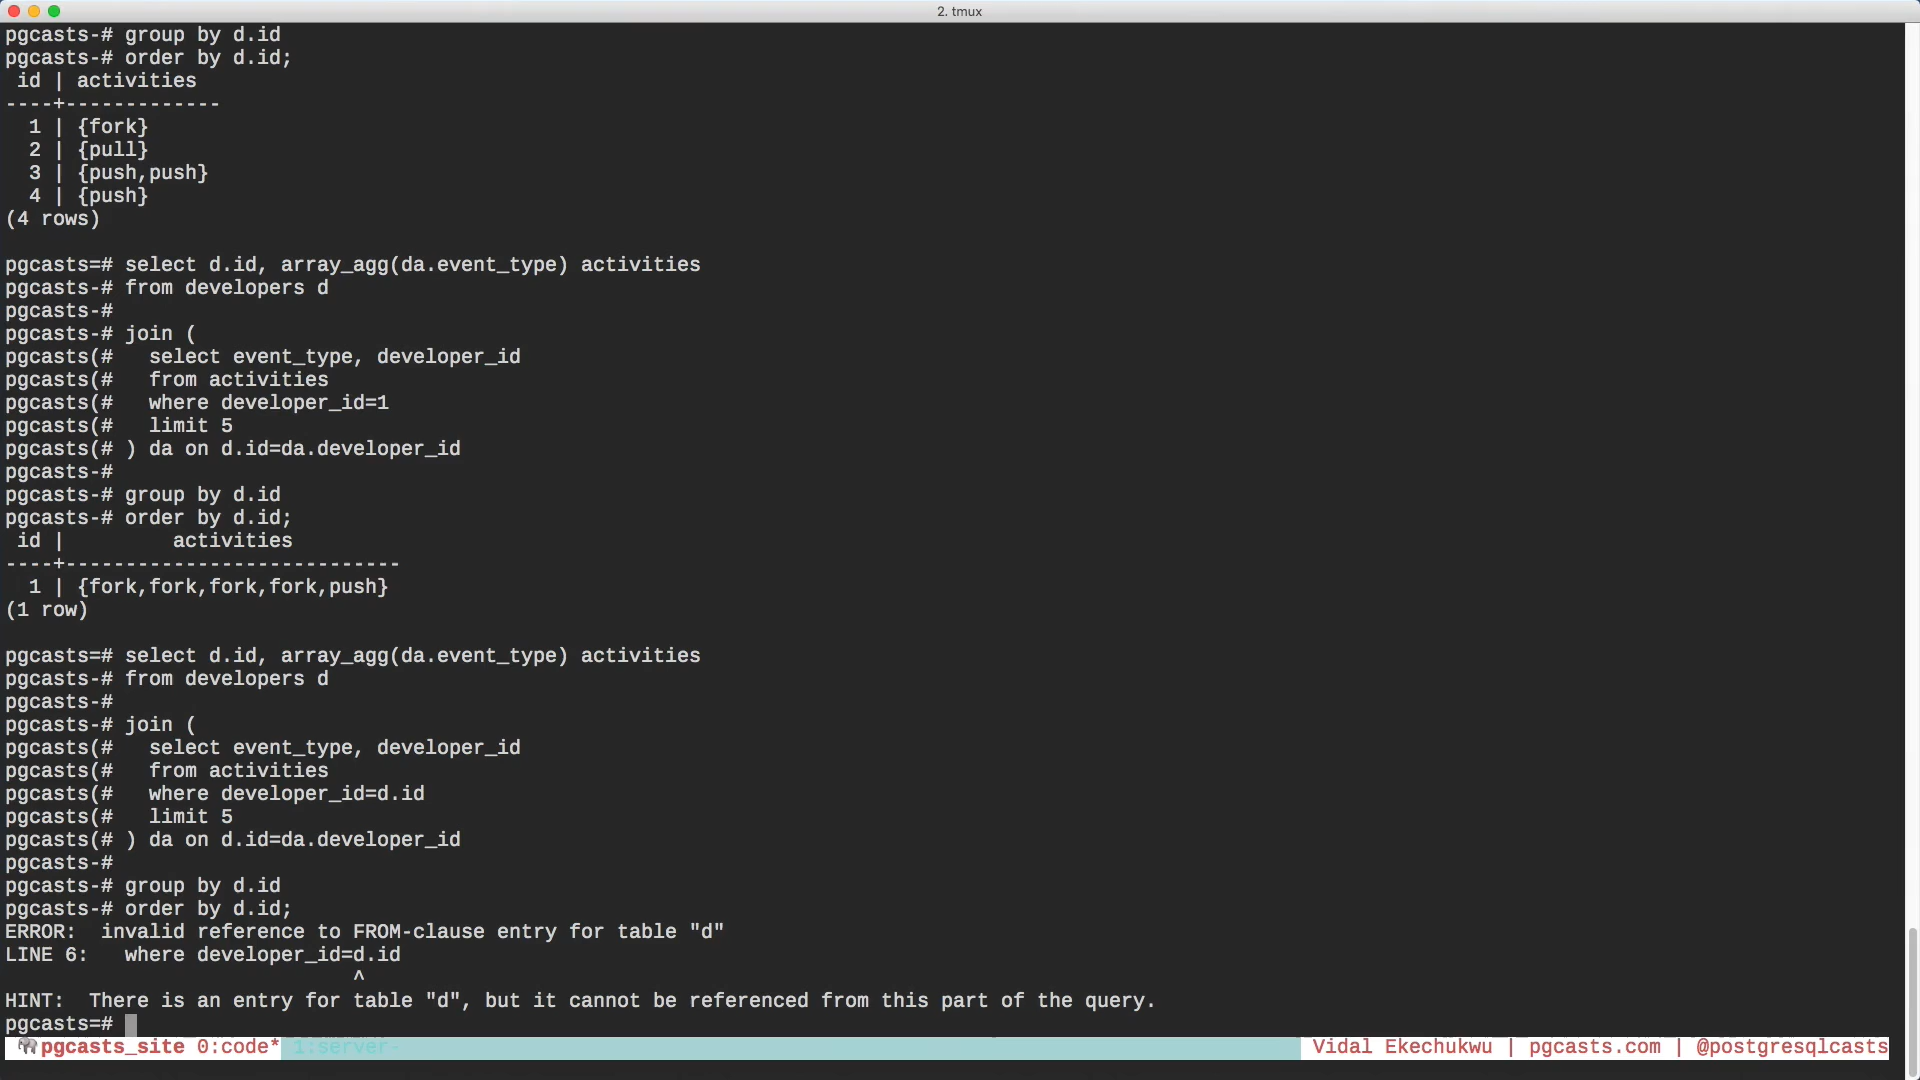 2. tmux
pgcasts-# group by d.id
pgcasts-# order by d.id;
 id | activities
----+-------------
  1 | {fork}
  2 | {pull}
  3 | {push,push}
  4 | {push}
(4 rows)
pgcasts=# select d.id, array_agg(da.event_type) activities
pgcasts-# from developers d
pgcasts-#
pgcasts-# join (
pgcasts(#   select event_type, developer_id
pgcasts(#   from activities
pgcasts(#   where developer_id=1
pgcasts(#   limit 5
pgcasts(# ) da on d.id=da.developer_id
pgcasts-#
pgcasts-# group by d.id
pgcasts-# order by d.id;
 id |         activities
----+----------------------------
  1 | {fork,fork,fork,fork,push}
(1 row)
pgcasts=# select d.id, array_agg(da.event_type) activities
pgcasts-# from developers d
pgcasts-#
pgcasts-# join (
pgcasts(#   select event_type, developer_id
pgcasts(#   from activities
pgcasts(#   where developer_id=d.id
pgcasts(#   limit 5
pgcasts(# ) da on d.id=da.developer_id
pgcasts-#
pgcasts-# group by d.id
pgcasts-# order by d.id;
ERROR:  invalid reference to FROM-clause entry for table "d"
LINE 6:   where developer_id=d.id
                             ^
HINT:  There is an entry for table "d", but it cannot be referenced from this part of the query.
pgcasts=#
pgcasts_site 0:code* 1:server- Vidal Ekechukwu | pgcasts.com | @postgresqlcasts